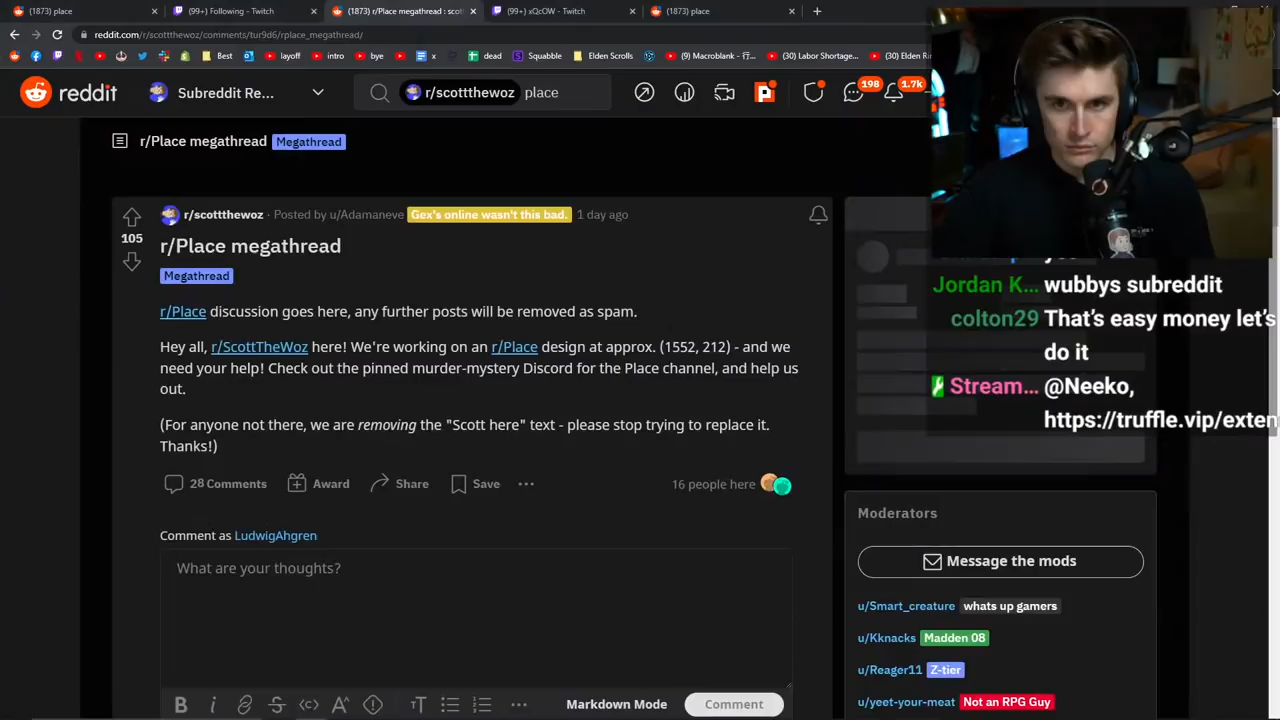 (1873) place
(99+) Following - Twitch
(1873) r/Place megathread : scott
(99+) xQcOW - Twitch
(1873) place
reddit.com/r/scottthewoz/comments/tur9d6/rplace_megathread/
Best
layoff
intro
bye
x
dead
Squabble
Elden Scrolls
(9) Macroblank - 行...
(30) Labor Shortage...
(30) Elden Ri
reddit
Subreddit Re...
r/scottthewoz place
198
1.7k
r/Place megathread Megathread
105
r/scottthewoz · Posted by u/Adamaneve Gex's online wasn't this bad. 1 day ago
r/Place megathread
Megathread
r/Place discussion goes here, any further posts will be removed as spam.
Hey all, r/ScottTheWoz here! We're working on an r/Place design at approx. (1552, 212) - and we
need your help! Check out the pinned murder-mystery Discord for the Place channel, and help us
out.
(For anyone not there, we are removing the "Scott here" text - please stop trying to replace it.
Thanks!)
28 Comments
Award
Share
Save
16 people here
Comment as LudwigAhgren
What are your thoughts?
Markdown Mode
Comment
Jordan K... wubbys subreddit
colton29 That's easy money let's
do it
Stream... @Neeko,
https://truffle.vip/exten
Moderators
Message the mods
u/Smart_creature whats up gamers
u/Kknacks Madden 08
u/Reager11 Z-tier
u/yeet-your-meat Not an RPG Guy